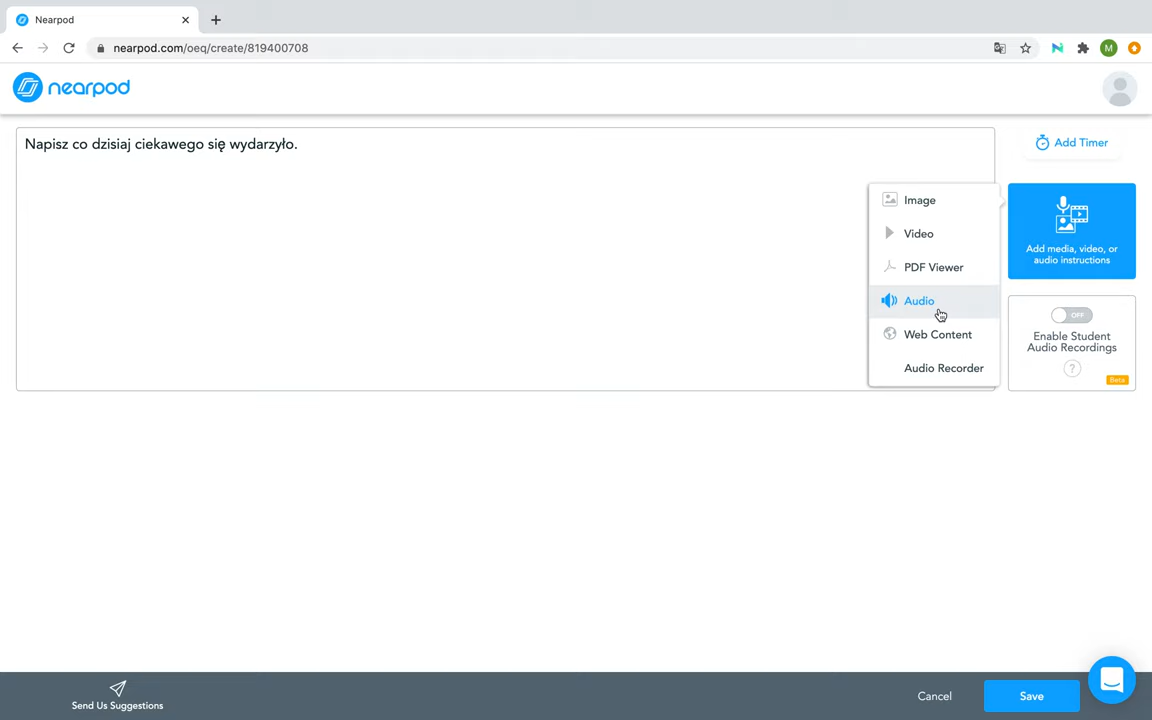 Nearpod
nearpod.com/oeq/create/819400708
M
nearpod
Napisz co dzisiaj ciekawego się wydarzyło.
Add Timer
Image
Video
PDF Viewer
Audio
Web Content
Audio Recorder
Add media, video, or
audio instructions
OFF
Enable Student
Audio Recordings
?
Beta
Send Us Suggestions
Cancel
Save